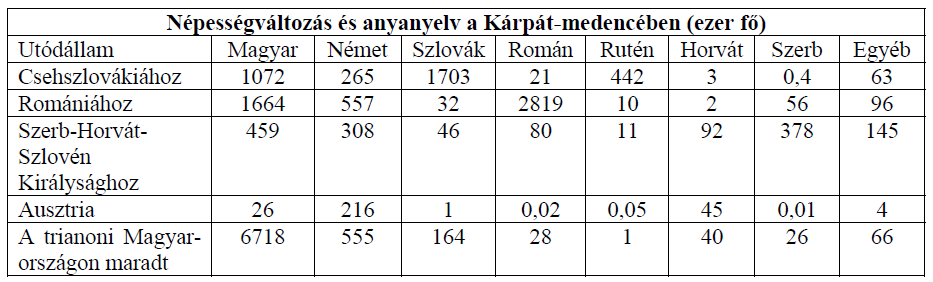 Népességváltozás és anyanyelv a Kárpát-medencében (ezer fő)
Utódállam Magyar Német Szlovák Román Rutén Horvát Szerb Egyéb
Csehszlovákiához 1072 265 1703 21 442 3 0,4 63
Romániához 1664 557 32 2819 10 2 56 96
Szerb-Horvát- 459 308 46 80 11 92 378 145
Szlovén
Királysághoz
Ausztria 26 216 1 0,02 0,05 45 0,01 4
A trianoni Magyar- 6718 555 164 28 1 40 26 66
országon maradt